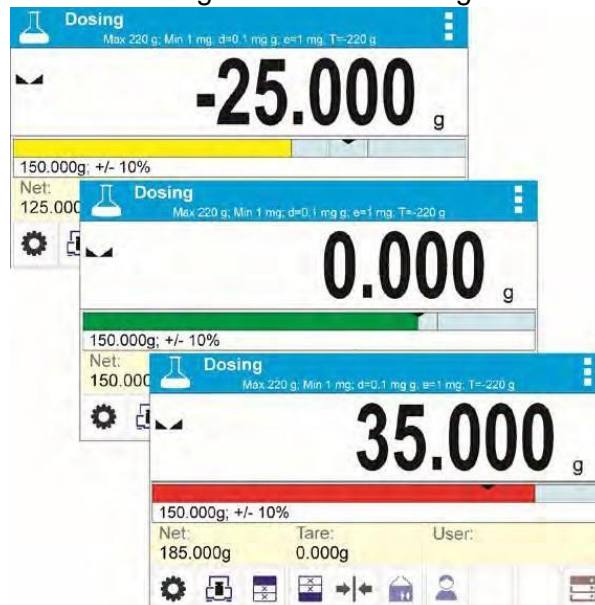 Dosing
Max 220 g; Min 1 mg; d=0.1 mg g; e=1 mg; T=-220 g
-25.000 g
150.000g; +/- 10%
Net:
125.000
Dosing
Max 220 g; Min 1 mg; d=0.1 mg g; e=1 mg; T=-220 g
0.000 g
150.000g; +/- 10%
Net:
150.000
Dosing
Max 220 g; Min 1 mg; d=0.1 mg g; e=1 mg; T=-220 g
35.000 g
150.000g; +/- 10%
Net: Tare: User:
185.000g 0.000g